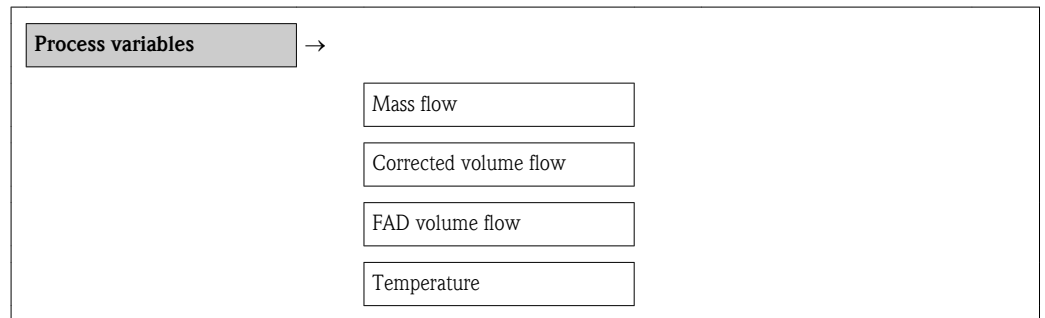 Process variables →
Mass flow
Corrected volume flow
FAD volume flow
Temperature